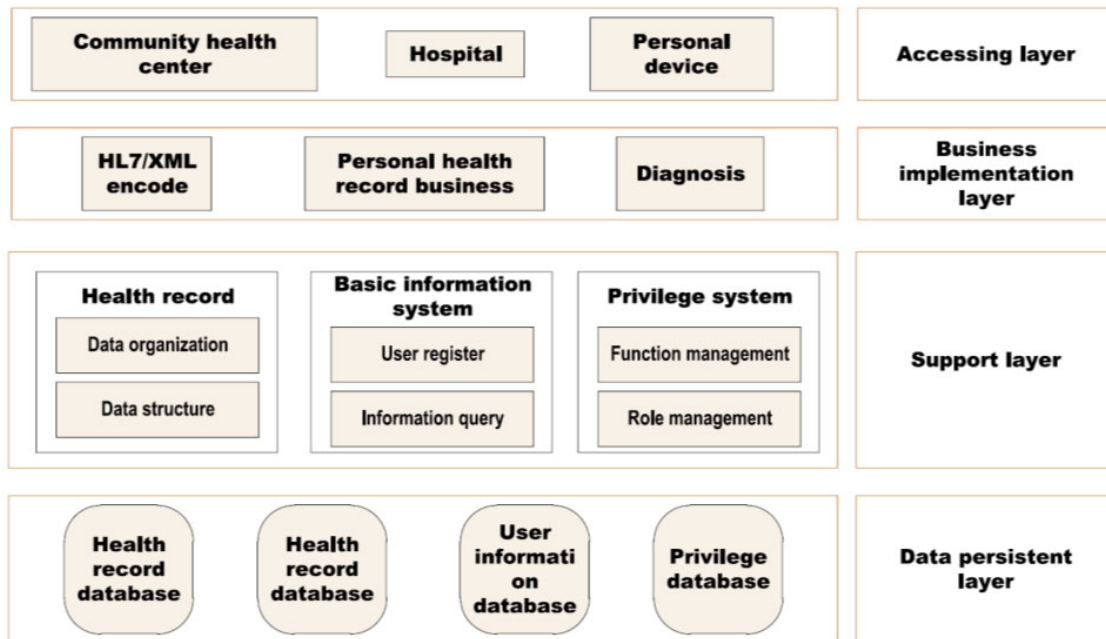 Community health
center
Hospital
Personal
device
Accessing layer
HL7/XML
encode
Personal health
record business
Diagnosis
Business
implementation
layer
Health record
Data organization
Data structure
Basic information
system
User register
Information query
Privilege system
Function management
Role management
Support layer
Health
record
database
Health
record
database
User
informati
on
database
Privilege
database
Data persistent
layer